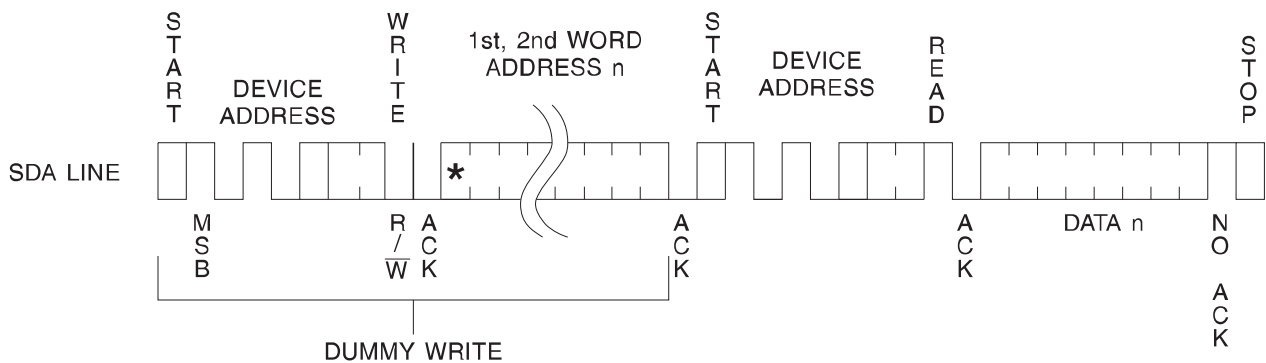 START
WRITE
1st, 2nd WORD
ADDRESS n
START
READ
STOP
DEVICE
ADDRESS
DEVICE
ADDRESS
SDA LINE
*
MSB
R/W
ACK
ACK
ACK
DATA n
NO ACK
DUMMY WRITE